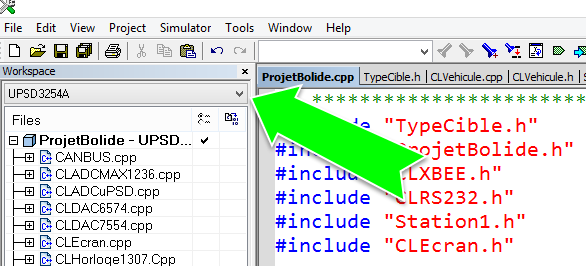 File Edit View Project Simulator Tools Window Help
Workspace
UPSD3254A
Files
ProjetBolide - UPSD...
CANBUS.cpp
CLADCMAX1236.cpp
CLADCuPSD.cpp
CLDAC6574.cpp
CLDAC7554.cpp
CLEcran.cpp
CLHorloge1307.Cpp
ProjetBolide.cpp TypeCible.h CLVehicule.cpp CLVehicule.h
*************************
"TypeCible.h"
#include
#include "CLXBEE.h"
#include "CLRS232.h"
#include "Station1.h"
#include "CLEcran.h"